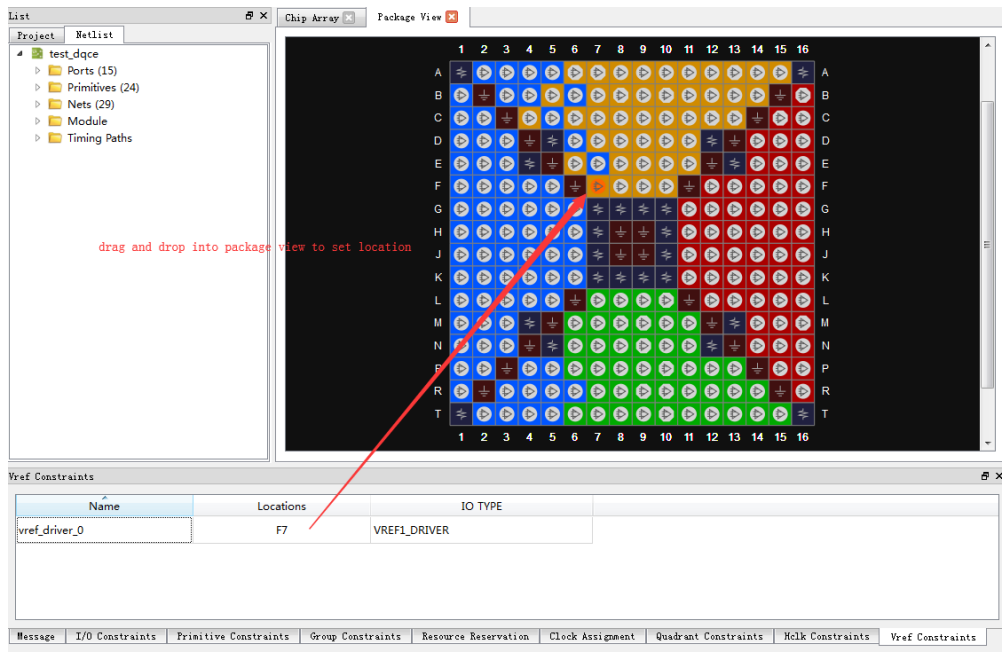 List
Chip Array
Package View
Project
Netlist
test_dqce
Ports (15)
Primitives (24)
Nets (29)
Module
Timing Paths
1 2 3 4 5 6 7 8 9 10 11 12 13 14 15 16
A A
B B
C C
D D
E E
F F
G G
H H
J J
K K
L L
M M
N N
P P
R R
T T
1 2 3 4 5 6 7 8 9 10 11 12 13 14 15 16
drag and drop into package view to set location
Vref Constraints
Name Locations IO TYPE
vref_driver_0 F7 VREF1_DRIVER
Message I/O Constraints Primitive Constraints Group Constraints Resource Reservation Clock Assignment Quadrant Constraints Hclk Constraints Vref Constraints